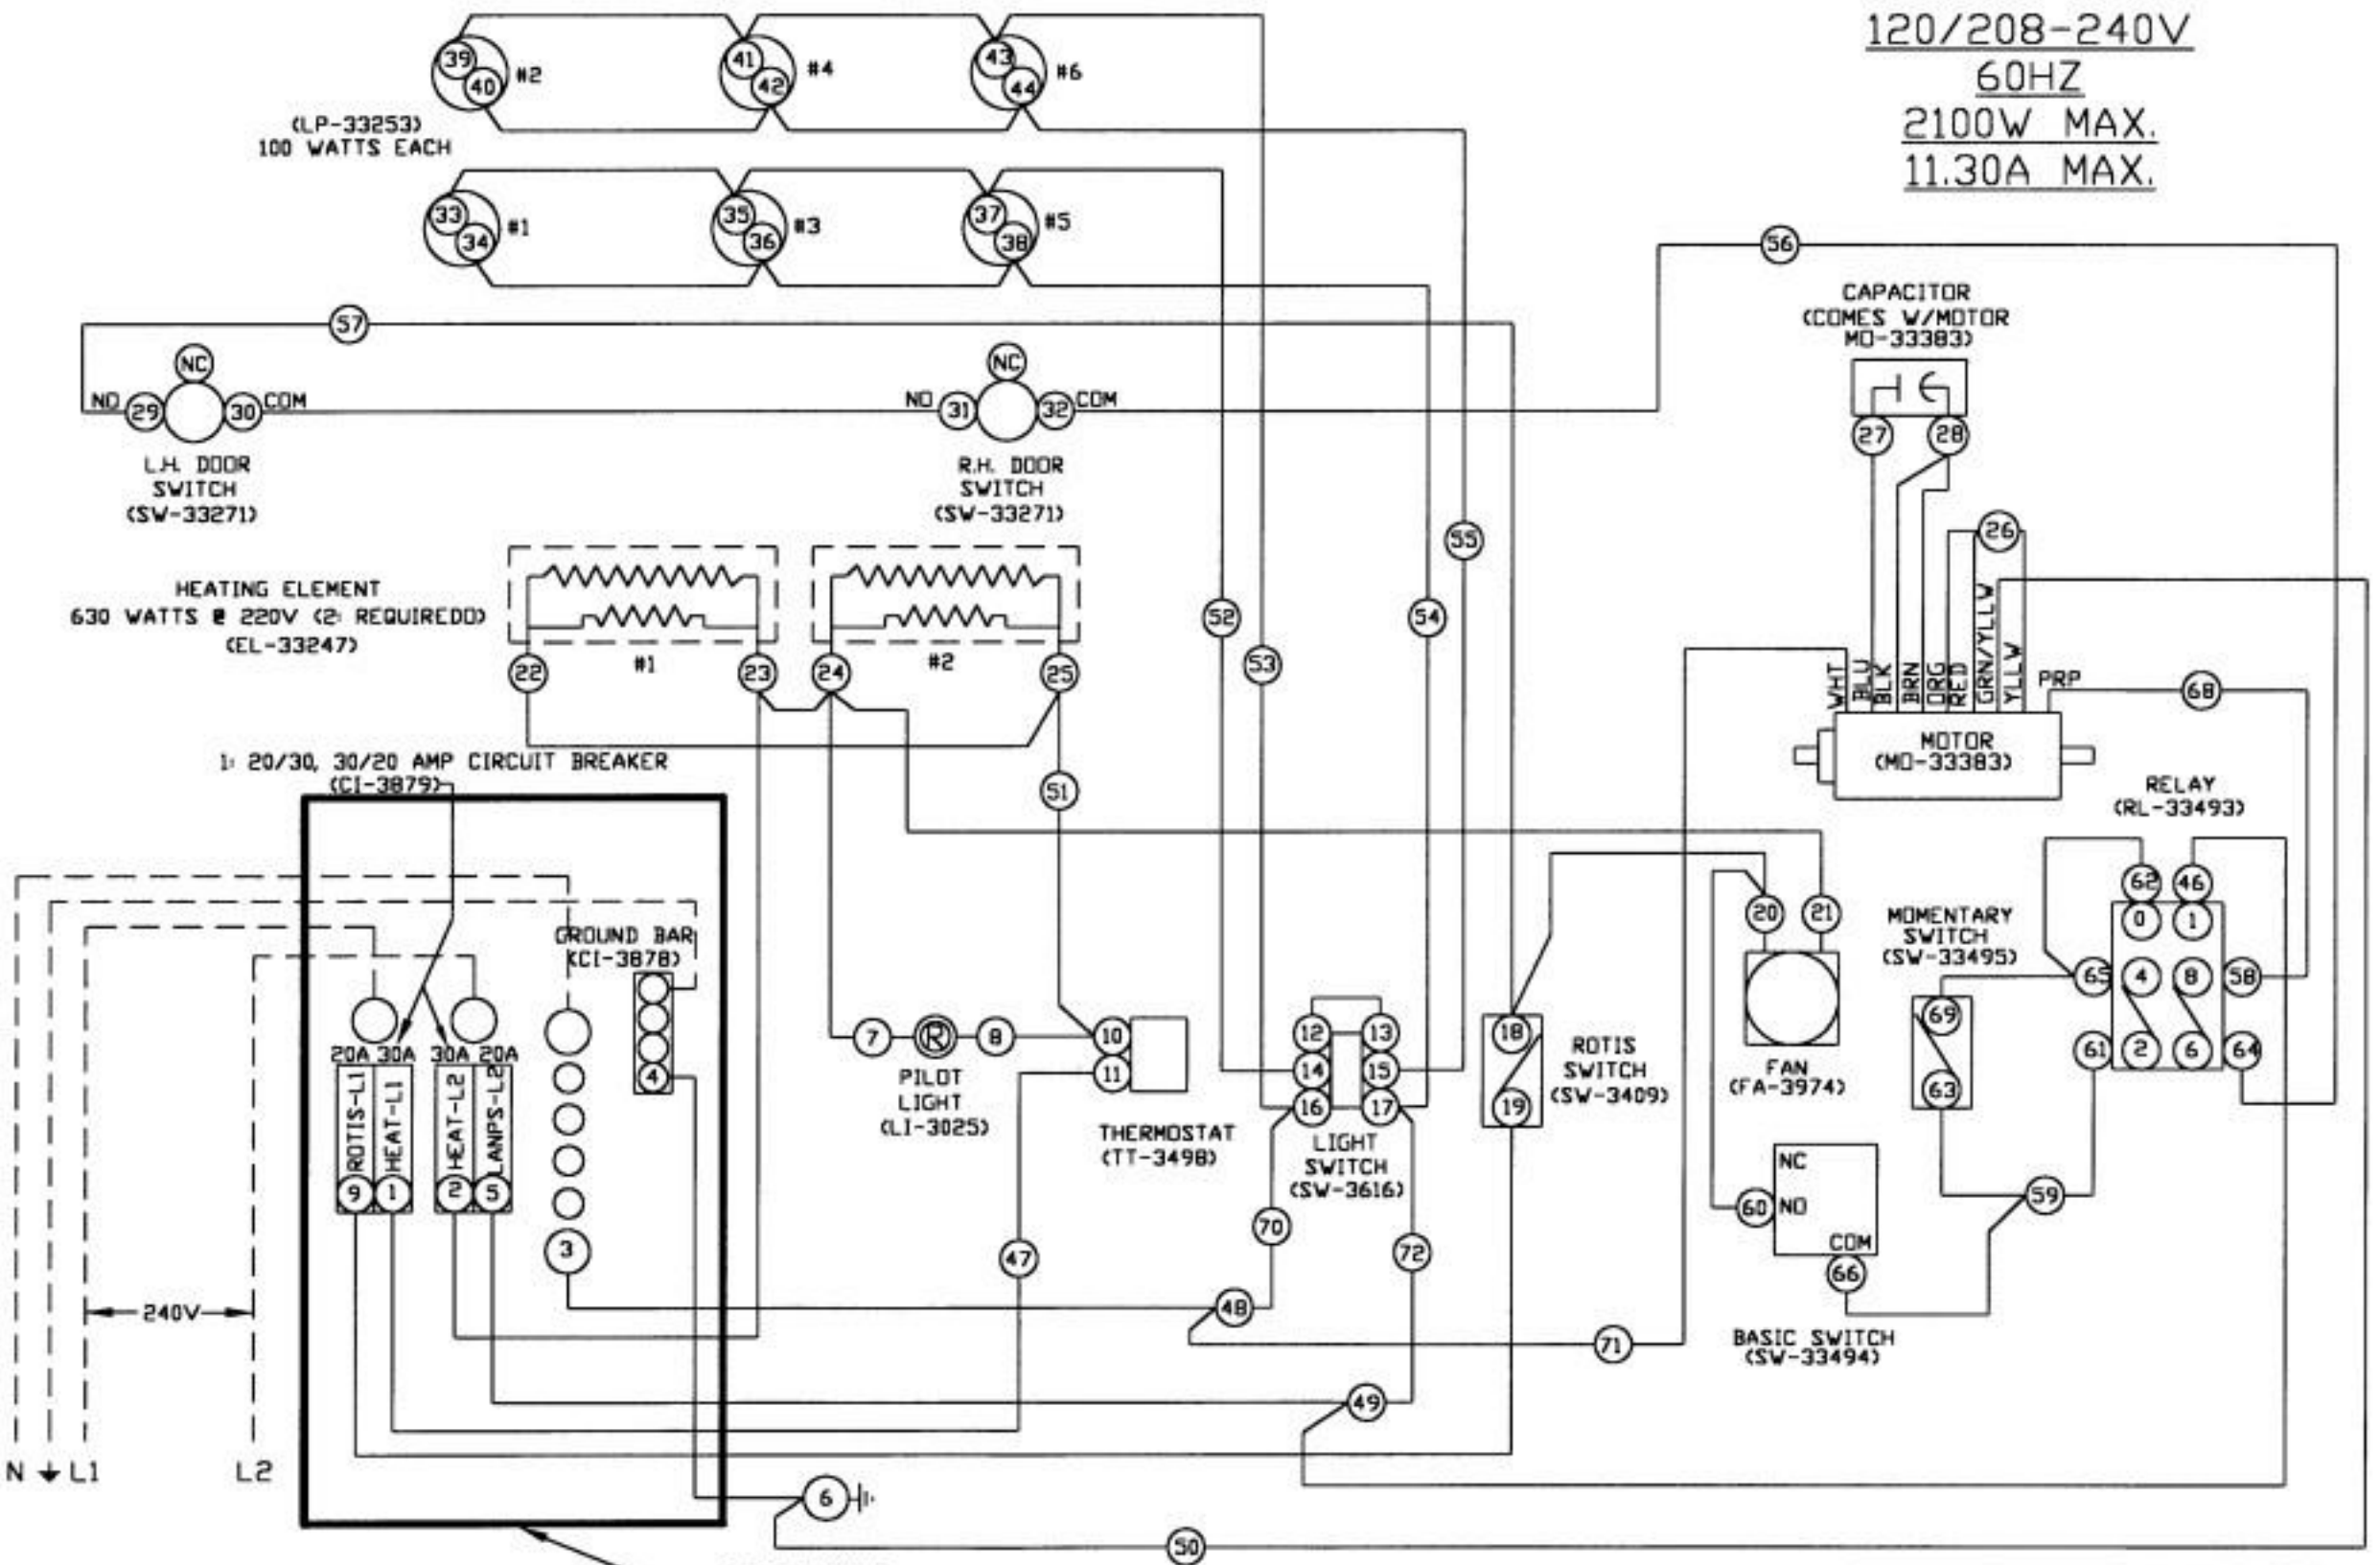 120/208-240V
60HZ
2100W MAX.
11.30A MAX.
39
40
#2
41
42
#4
43
44
#6
(LP-33253)
100 WATTS EACH
33
34
#1
35
36
#3
37
38
#5
56
57
CAPACITOR
(COMES W/MOTOR
MO-33383)
27
28
NC
NO
29
30
COM
L.H. DOOR
SWITCH
(SW-33271)
NC
NO
31
32
COM
R.H. DOOR
SWITCH
(SW-33271)
55
26
HEATING ELEMENT
630 WATTS @ 220V (2: REQUIREDD)
(EL-33247)
#1
#2
22
23
24
25
52
53
54
WHT
BLU
BLK
BRN
ORG
RED
GRN/YLLW
YLLW
PRP
68
MOTOR
(MO-33383)
1: 20/30, 30/20 AMP CIRCUIT BREAKER
(CI-3879)
51
RELAY
(RL-33493)
62
46
0
1
65
4
8
58
61
2
6
64
20
21
FAN
(FA-3974)
MOMENTARY
SWITCH
(SW-33495)
69
63
GROUND BAR
(CI-3878)
4
20A 30A
30A 20A
ROTIS-L1
HEAT-L1
HEAT-L2
LANPS-L2
9
1
2
5
3
7
R
8
PILOT
LIGHT
(LI-3025)
10
11
THERMOSTAT
(TT-3498)
12
13
14
15
16
17
LIGHT
SWITCH
(SW-3616)
18
19
ROTIS
SWITCH
(SW-3409)
NC
60
NO
COM
66
BASIC SWITCH
(SW-33494)
59
70
72
47
48
71
49
240V
N
L1
L2
6
50